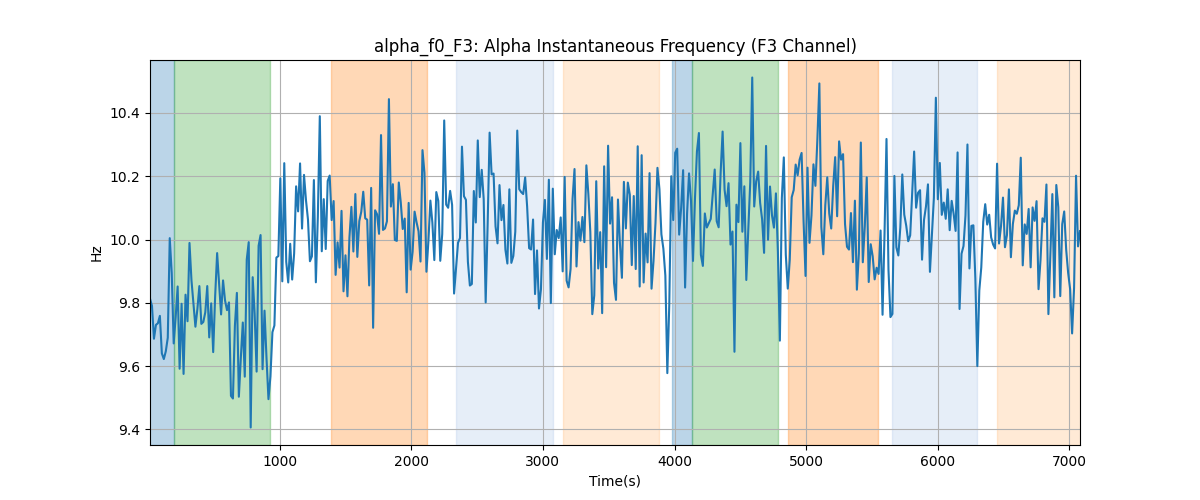 alpha_f0_F3: Alpha Instantaneous Frequency (F3 Channel)
Hz
10.4
10.2
10.0
9.8
9.6
9.4
1000 2000 3000 4000 5000 6000 7000
Time(s)